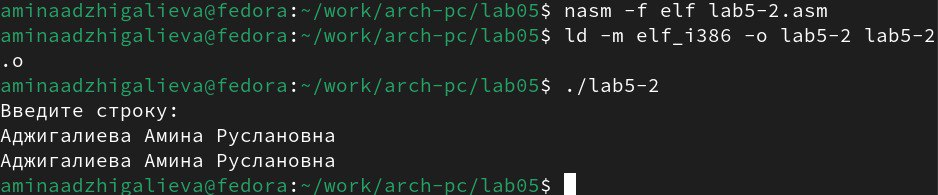 aminaadzhigalieva@fedora:~/work/arch-pc/lab05$ nasm -f elf lab5-2.asm
aminaadzhigalieva@fedora:~/work/arch-pc/lab05$ ld -m elf_i386 -o lab5-2 lab5-2
.o
aminaadzhigalieva@fedora:~/work/arch-pc/lab05$ ./lab5-2
Введите строку:
Аджигалиева Амина Руслановна
Аджигалиева Амина Руслановна
aminaadzhigalieva@fedora:~/work/arch-pc/lab05$